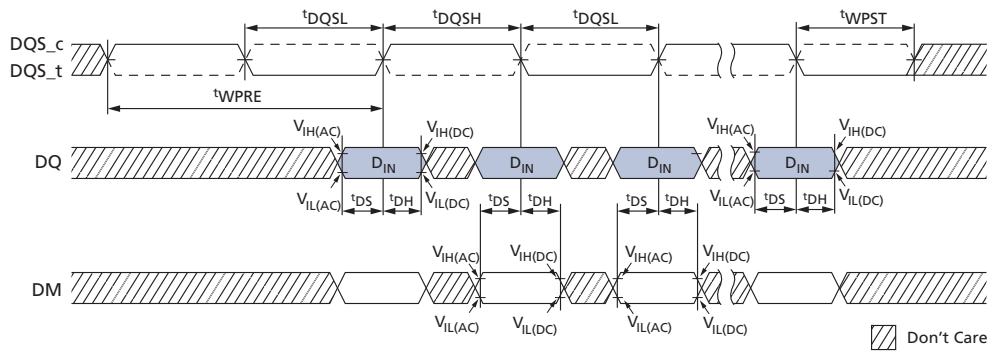 tDQSL tDQSH tDQSL tWPST
DQS_c
DQS_t
tWPRE
VIH(AC) VIH(DC) VIH(AC) VIH(DC)
DQ DIN DIN DIN DIN
VIL(AC) VIL(DC) VIL(AC) VIL(DC)
tDS tDH tDS tDH tDS tDH tDS tDH
VIH(AC) VIH(DC) VIH(AC) VIH(DC)
DM
VIL(AC) VIL(DC) VIL(AC) VIL(DC)
Don't Care